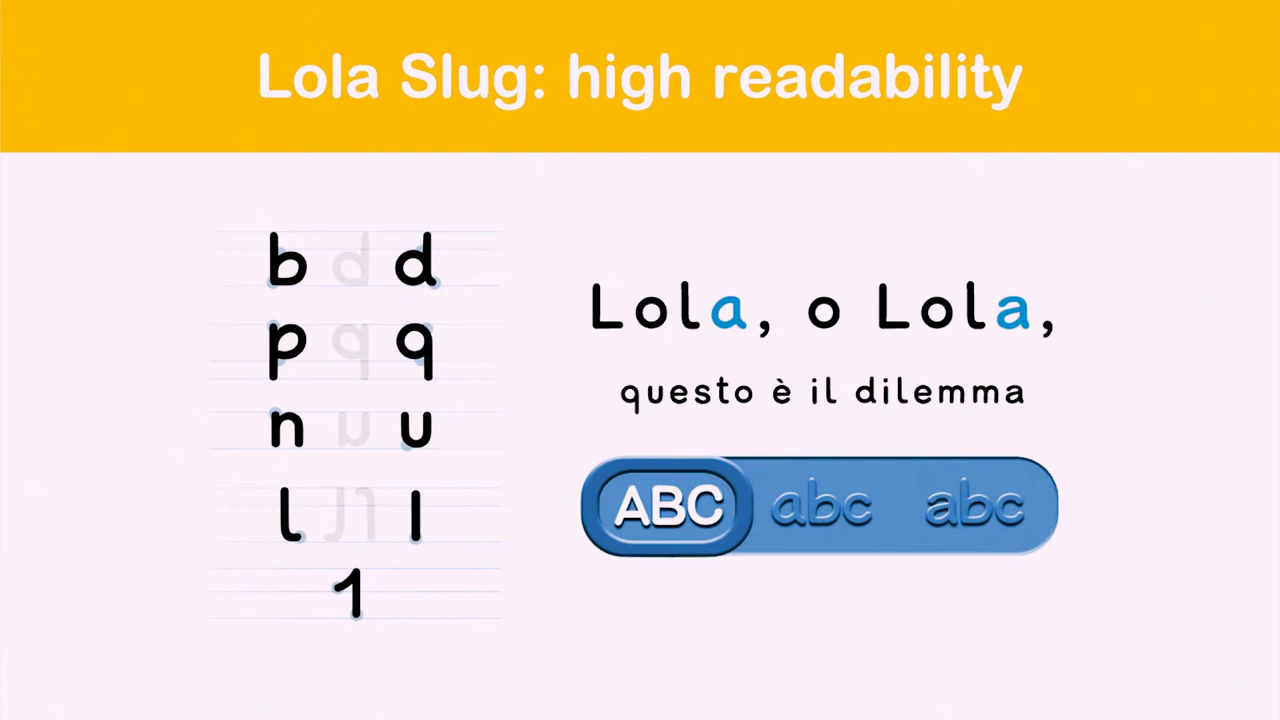 Lola Slug: high readability
b d d
p q q
n u u
l l l l
1
Lola, o Lola,
questo è il dilemma
ABC abc abc